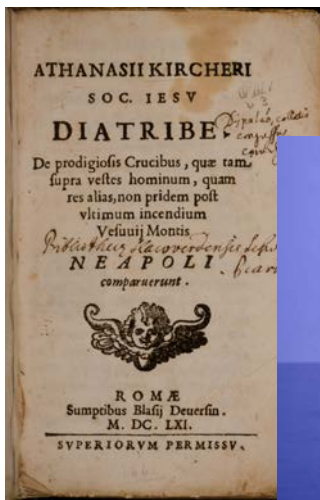 ATHANASII KIRCHERI
SOC. IESV
DIATRIBE.
De prodigiosis Crucibus, quæ tam
supra vestes hominum, quam
res alias, non pridem post
vltimum incendium
Vesuuij Montis
NEAPOLI
comparuerunt.
ROMÆ
Sumptibus Blasij Deuersin.
M. DC. LXI.
SVPERIORVM PERMISSV.